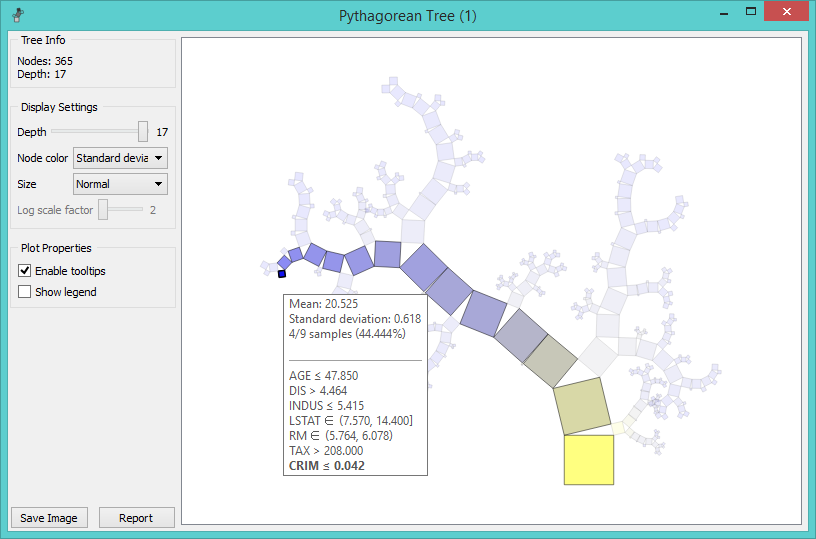 Pythagorean Tree (1)
Tree Info
Nodes: 365
Depth: 17
Display Settings
Depth 17
Node color Standard devia
Size Normal
Log scale factor 2
Plot Properties
Enable tooltips
Show legend
Save Image Report
Mean: 20.525
Standard deviation: 0.618
4/9 samples (44.444%)
AGE ≤ 47.850
DIS > 4.464
INDUS ≤ 5.415
LSTAT ∈ (7.570, 14.400]
RM ∈ (5.764, 6.078)
TAX > 208.000
CRIM ≤ 0.042